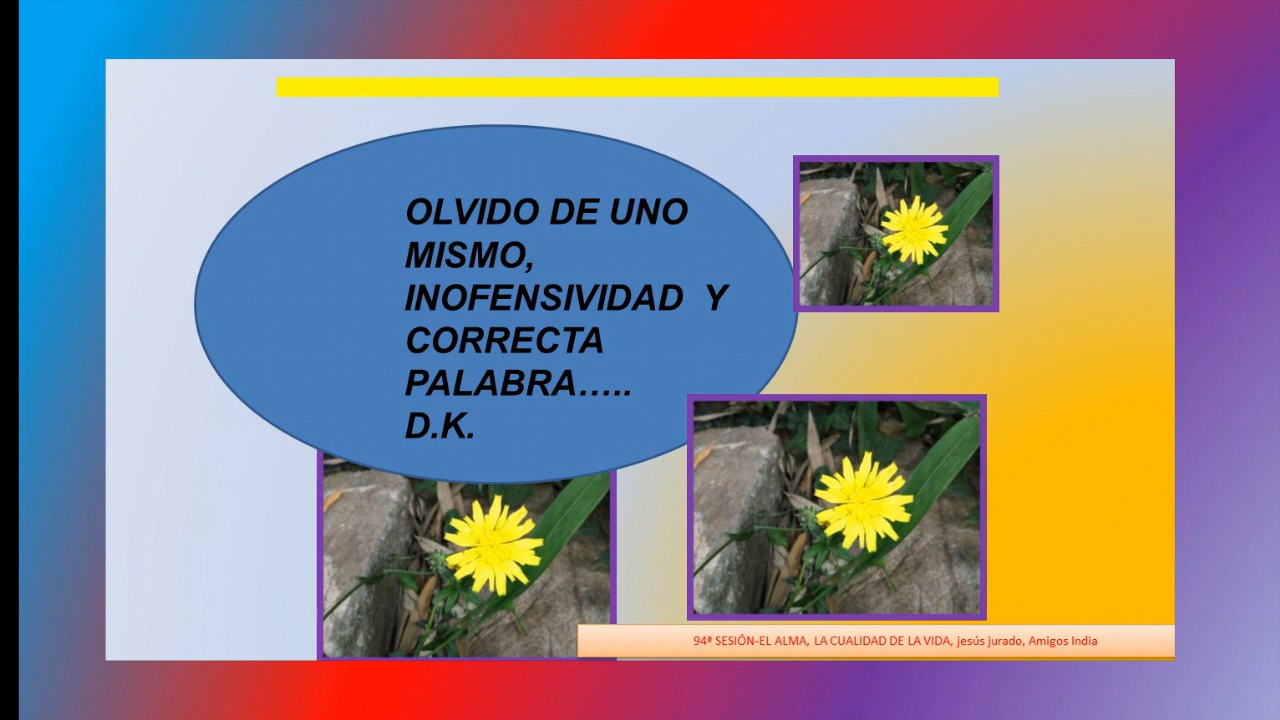 OLVIDO DE UNO
MISMO,
INOFENSIVIDAD Y
CORRECTA
PALABRA.....
D.K.
94ª SESIÓN-EL ALMA, LA CUALIDAD DE LA VIDA, jesús jurado, Amigos India